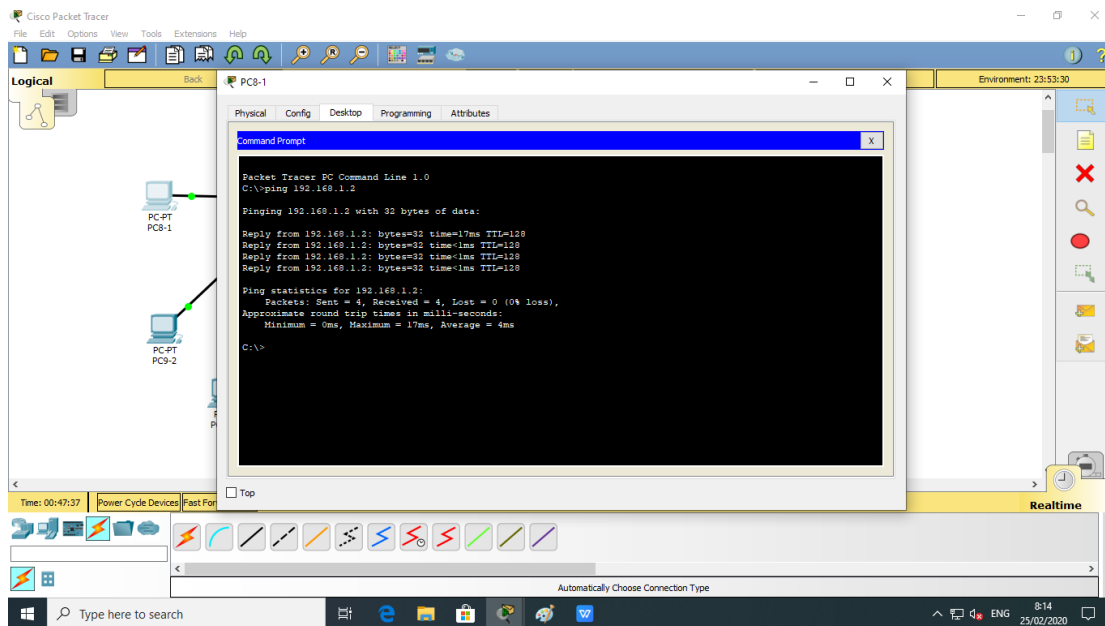 Cisco Packet Tracer
File Edit Options View Tools Extensions Help
Logical Back PC8-1 Environment: 23:53:30
Physical Config Desktop Programming Attributes
Command Prompt X
Packet Tracer PC Command Line 1.0
C:\>ping 192.168.1.2
Pinging 192.168.1.2 with 32 bytes of data:
Reply from 192.168.1.2: bytes=32 time=17ms TTL=128
Reply from 192.168.1.2: bytes=32 time<1ms TTL=128
Reply from 192.168.1.2: bytes=32 time<1ms TTL=128
Reply from 192.168.1.2: bytes=32 time<1ms TTL=128
Ping statistics for 192.168.1.2:
Packets: Sent = 4, Received = 4, Lost = 0 (0% loss),
Approximate round trip times in milli-seconds:
Minimum = 0ms, Maximum = 17ms, Average = 4ms
C:\>
PC-PT
PC8-1
PC-PT
PC9-2
Top
Time: 00:47:37 Power Cycle Devices Fast For
Realtime
Automatically Choose Connection Type
Type here to search
ENG
8:14
25/02/2020